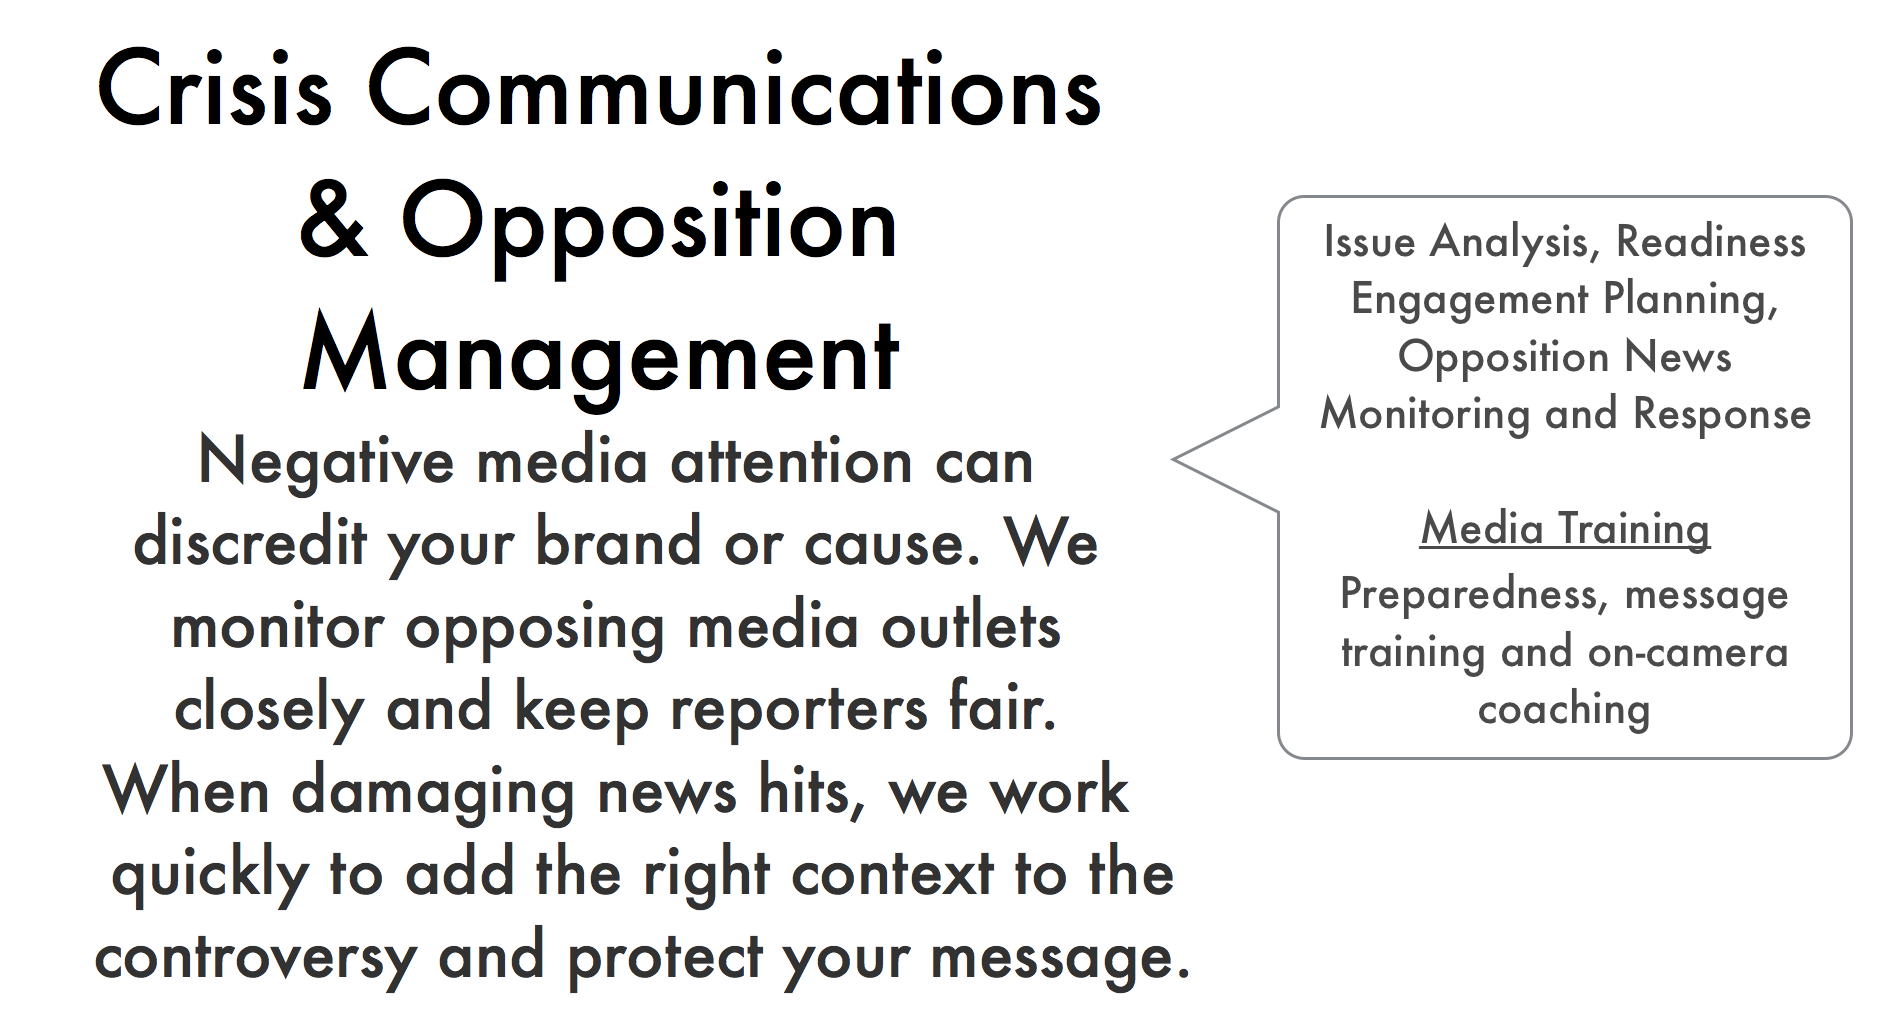 Crisis Communications
& Opposition
Management
Negative media attention can
discredit your brand or cause. We
monitor opposing media outlets
closely and keep reporters fair.
When damaging news hits, we work
quickly to add the right context to the
controversy and protect your message.
Issue Analysis, Readiness
Engagement Planning,
Opposition News
Monitoring and Response
Media Training
Preparedness, message
training and on-camera
coaching